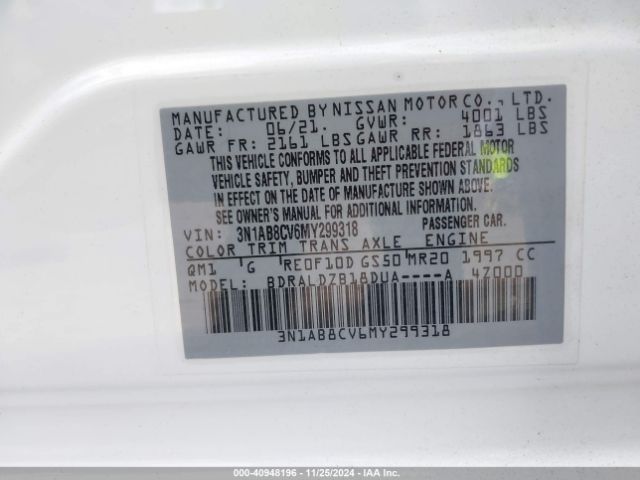 MANUFACTURED BY NISSAN MOTOR CO., LTD.
DATE: 06/21. GVWR: 4001 LBS
GAWR FR: 2161 LBS GAWR RR: 1863 LBS
THIS VEHICLE CONFORMS TO ALL APPLICABLE FEDERAL MOTOR
VEHICLE SAFETY, BUMPER AND THEFT PREVENTION STANDARDS
IN EFFECT ON THE DATE OF MANUFACTURE SHOWN ABOVE.
SEE OWNER'S MANUAL FOR ADDITIONAL INFORMATION.
VIN: 3N1AB8CV6MY299318 PASSENGER CAR.
COLOR TRIM TRANS AXLE ENGINE
QM1 'G 'RE0F10D GS50'MR20 1997 CC
MODEL: BDRALDZB18DUA----A 4Z000
3N1AB8CV6MY299318
000-40948196 - 11/25/2024 - IAAI.COM